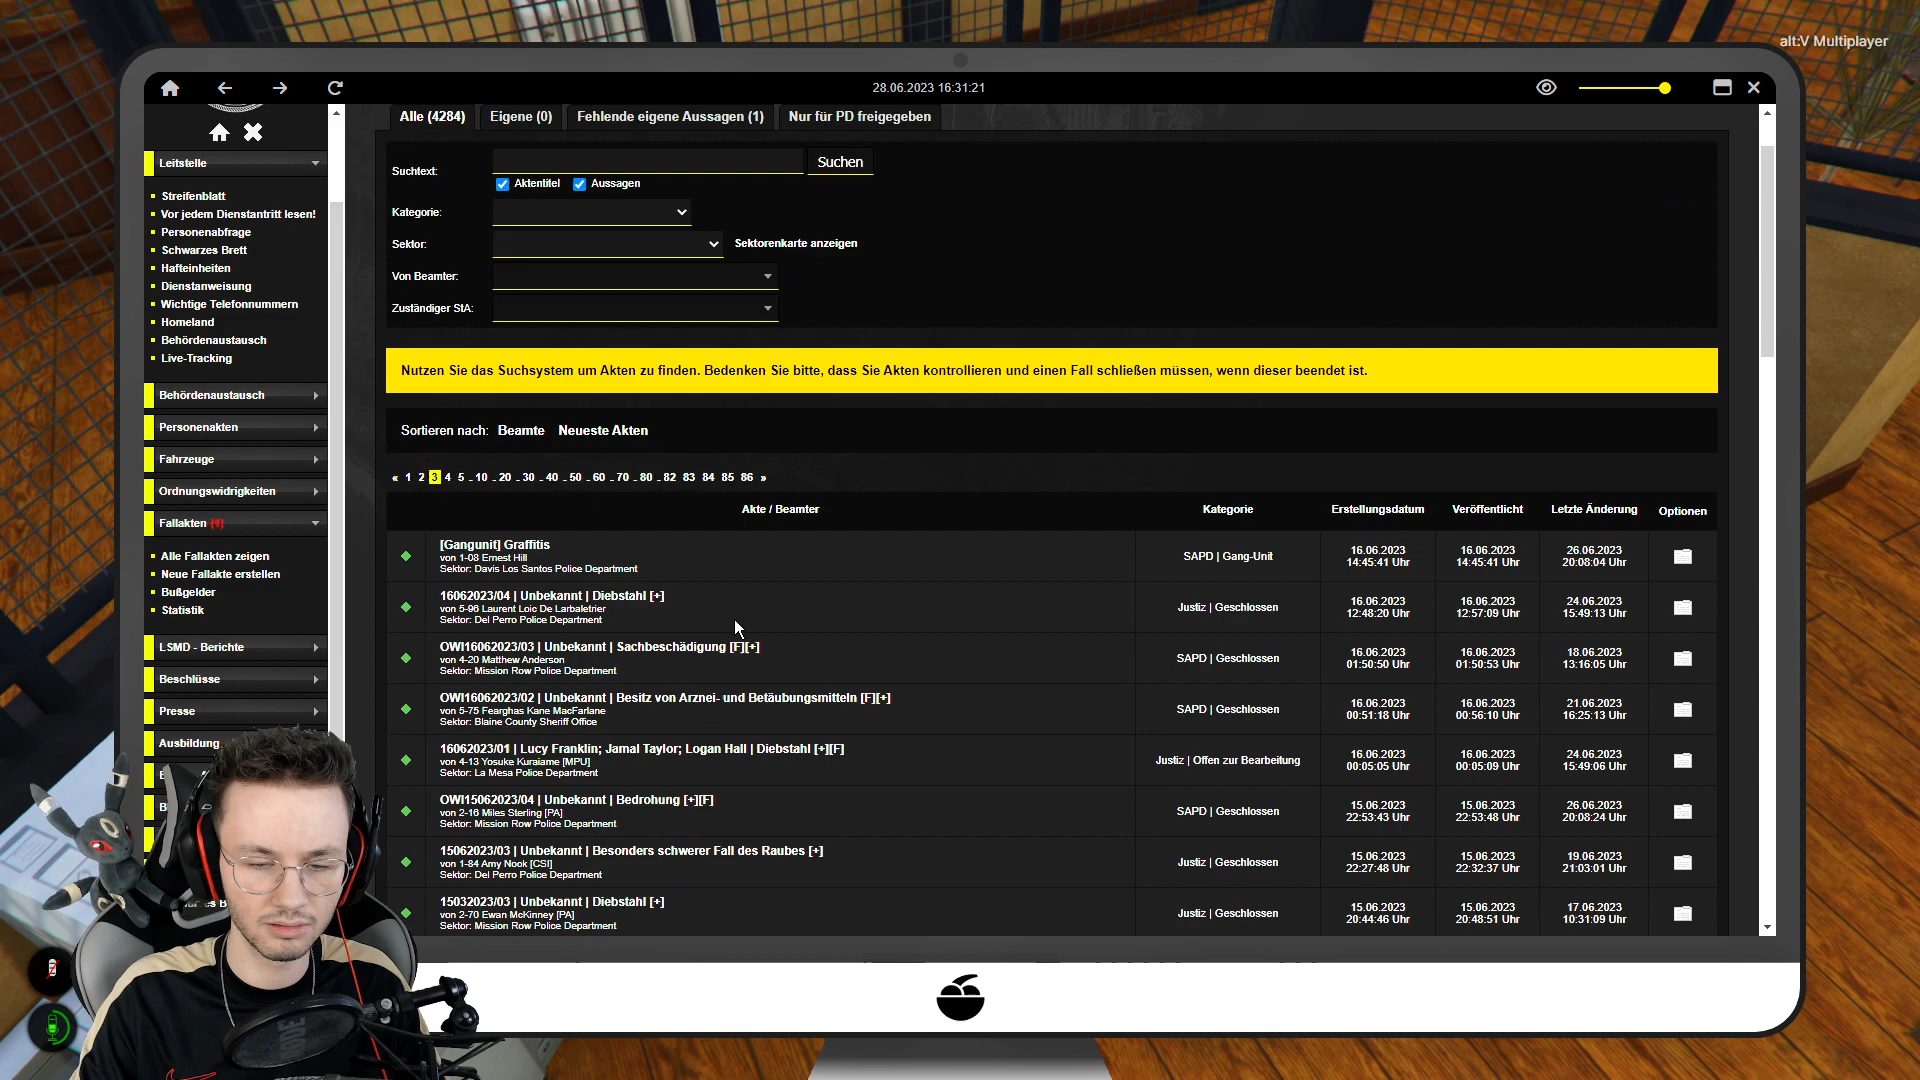 alt:V Multiplayer
28.06.2023 16:31:21
Leitstelle
Streifenblatt
Vor jedem Dienstantritt lesen!
Personenabfrage
Schwarzes Brett
Hafteinheiten
Dienstanweisung
Wichtige Telefonnummern
Homeland
Behördenaustausch
Live-Tracking
Behördenaustausch
Personenakten
Fahrzeuge
Ordnungswidrigkeiten
Fallakten (+)
Alle Fallakten zeigen
Neue Fallakte erstellen
Bußgelder
Statistik
LSMD - Berichte
Beschlüsse
Presse
Ausbildung
Alle (4284) Eigene (0) Fehlende eigene Aussagen (1) Nur für PD freigegeben
Suchtext: Suchen
Aktentitel Aussagen
Kategorie:
Sektor: Sektorenkarte anzeigen
Von Beamter:
Zuständiger StA:
Nutzen Sie das Suchsystem um Akten zu finden. Bedenken Sie bitte, dass Sie Akten kontrollieren und einen Fall schließen müssen, wenn dieser beendet ist.
Sortieren nach: Beamte Neueste Akten
« 1 2 3 4 5 .. 10 .. 20 .. 30 .. 40 .. 50 .. 60 .. 70 .. 80 .. 82 83 84 85 86 »
Akte / Beamter Kategorie Erstellungsdatum Veröffentlicht Letzte Änderung Optionen
[Gangunit] Graffitis
von 1-08 Ernest Hill
Sektor: Davis Los Santos Police Department
SAPD | Gang-Unit
16.06.2023 16.06.2023 26.06.2023
14:45:41 Uhr 14:45:41 Uhr 20:08:04 Uhr
16062023/04 | Unbekannt | Diebstahl [+]
von 5-96 Laurent Loic De Larbaletrier
Sektor: Del Perro Police Department
Justiz | Geschlossen
16.06.2023 16.06.2023 24.06.2023
12:48:20 Uhr 12:57:09 Uhr 15:49:13 Uhr
OWI16062023/03 | Unbekannt | Sachbeschädigung [F][+]
von 4-20 Matthew Anderson
Sektor: Mission Row Police Department
SAPD | Geschlossen
16.06.2023 16.06.2023 18.06.2023
01:50:50 Uhr 01:50:53 Uhr 13:16:05 Uhr
OWI16062023/02 | Unbekannt | Besitz von Arznei- und Betäubungsmitteln [F][+]
von 5-75 Fearghas Kane MacFarlane
Sektor: Blaine County Sheriff Office
SAPD | Geschlossen
16.06.2023 16.06.2023 21.06.2023
00:51:18 Uhr 00:56:10 Uhr 16:25:13 Uhr
16062023/01 | Lucy Franklin; Jamal Taylor; Logan Hall | Diebstahl [+][F]
von 4-13 Yosuke Kuraiame [MPU]
Sektor: La Mesa Police Department
Justiz | Offen zur Bearbeitung
16.06.2023 16.06.2023 24.06.2023
00:05:05 Uhr 00:05:09 Uhr 15:49:06 Uhr
OWI15062023/04 | Unbekannt | Bedrohung [+][F]
von 2-16 Miles Sterling [PA]
Sektor: Mission Row Police Department
SAPD | Geschlossen
15.06.2023 15.06.2023 26.06.2023
22:53:43 Uhr 22:53:48 Uhr 20:08:24 Uhr
15062023/03 | Unbekannt | Besonders schwerer Fall des Raubes [+]
von 1-84 Amy Nook [CSI]
Sektor: Del Perro Police Department
Justiz | Geschlossen
15.06.2023 15.06.2023 19.06.2023
22:27:48 Uhr 22:32:37 Uhr 21:03:01 Uhr
15032023/03 | Unbekannt | Diebstahl [+]
von 2-70 Ewan McKinney [PA]
Sektor: Mission Row Police Department
Justiz | Geschlossen
15.06.2023 15.06.2023 17.06.2023
20:44:46 Uhr 20:48:51 Uhr 10:31:09 Uhr